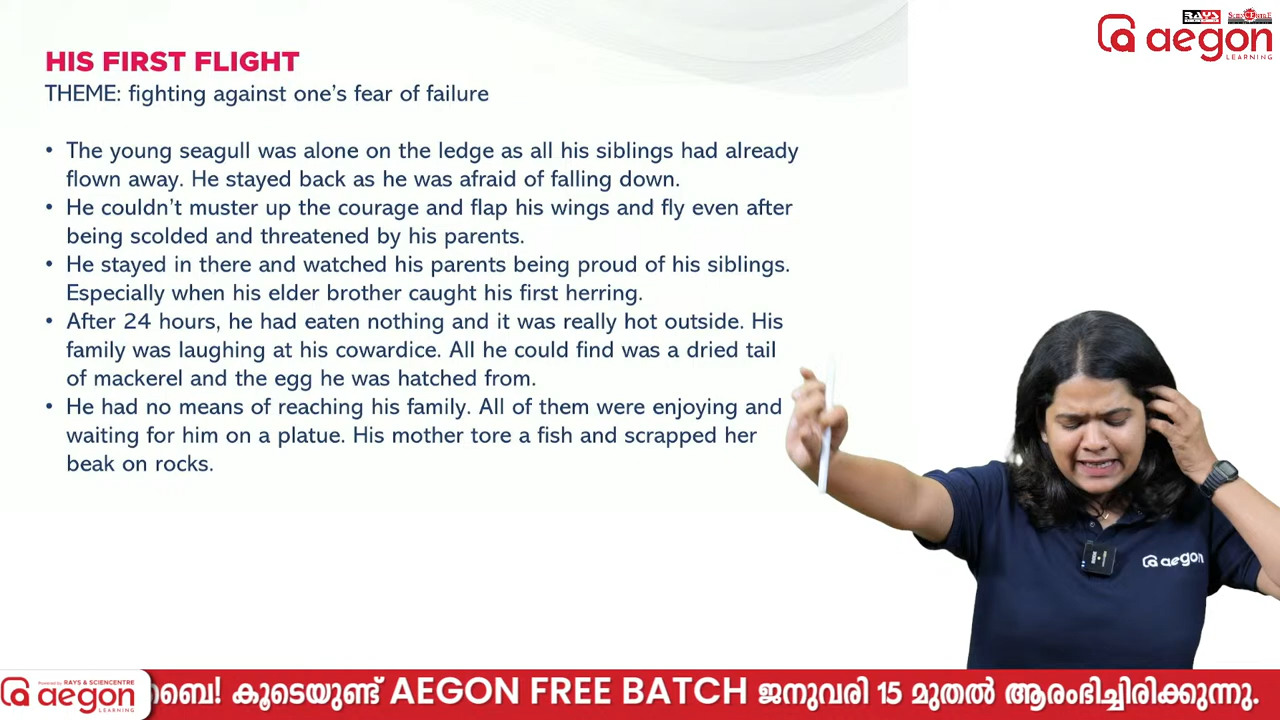 RAYS
aegon
LEARNING
HIS FIRST FLIGHT
THEME: fighting against one’s fear of failure
• The young seagull was alone on the ledge as all his siblings had already
flown away. He stayed back as he was afraid of falling down.
• He couldn’t muster up the courage and flap his wings and fly even after
being scolded and threatened by his parents.
• He stayed in there and watched his parents being proud of his siblings.
Especially when his elder brother caught his first herring.
• After 24 hours, he had eaten nothing and it was really hot outside. His
family was laughing at his cowardice. All he could find was a dried tail
of mackerel and the egg he was hatched from.
• He had no means of reaching his family. All of them were enjoying and
waiting for him on a platue. His mother tore a fish and scrapped her
beak on rocks.
aegon
Powered by RAYS & SCIENCENTRE
aegon
LEARNING
ബൈ! കൂടെയുണ്ട് AEGON FREE BATCH ജനുവരി 15 മുതൽ ആരംഭിച്ചിരിക്കുന്നു.